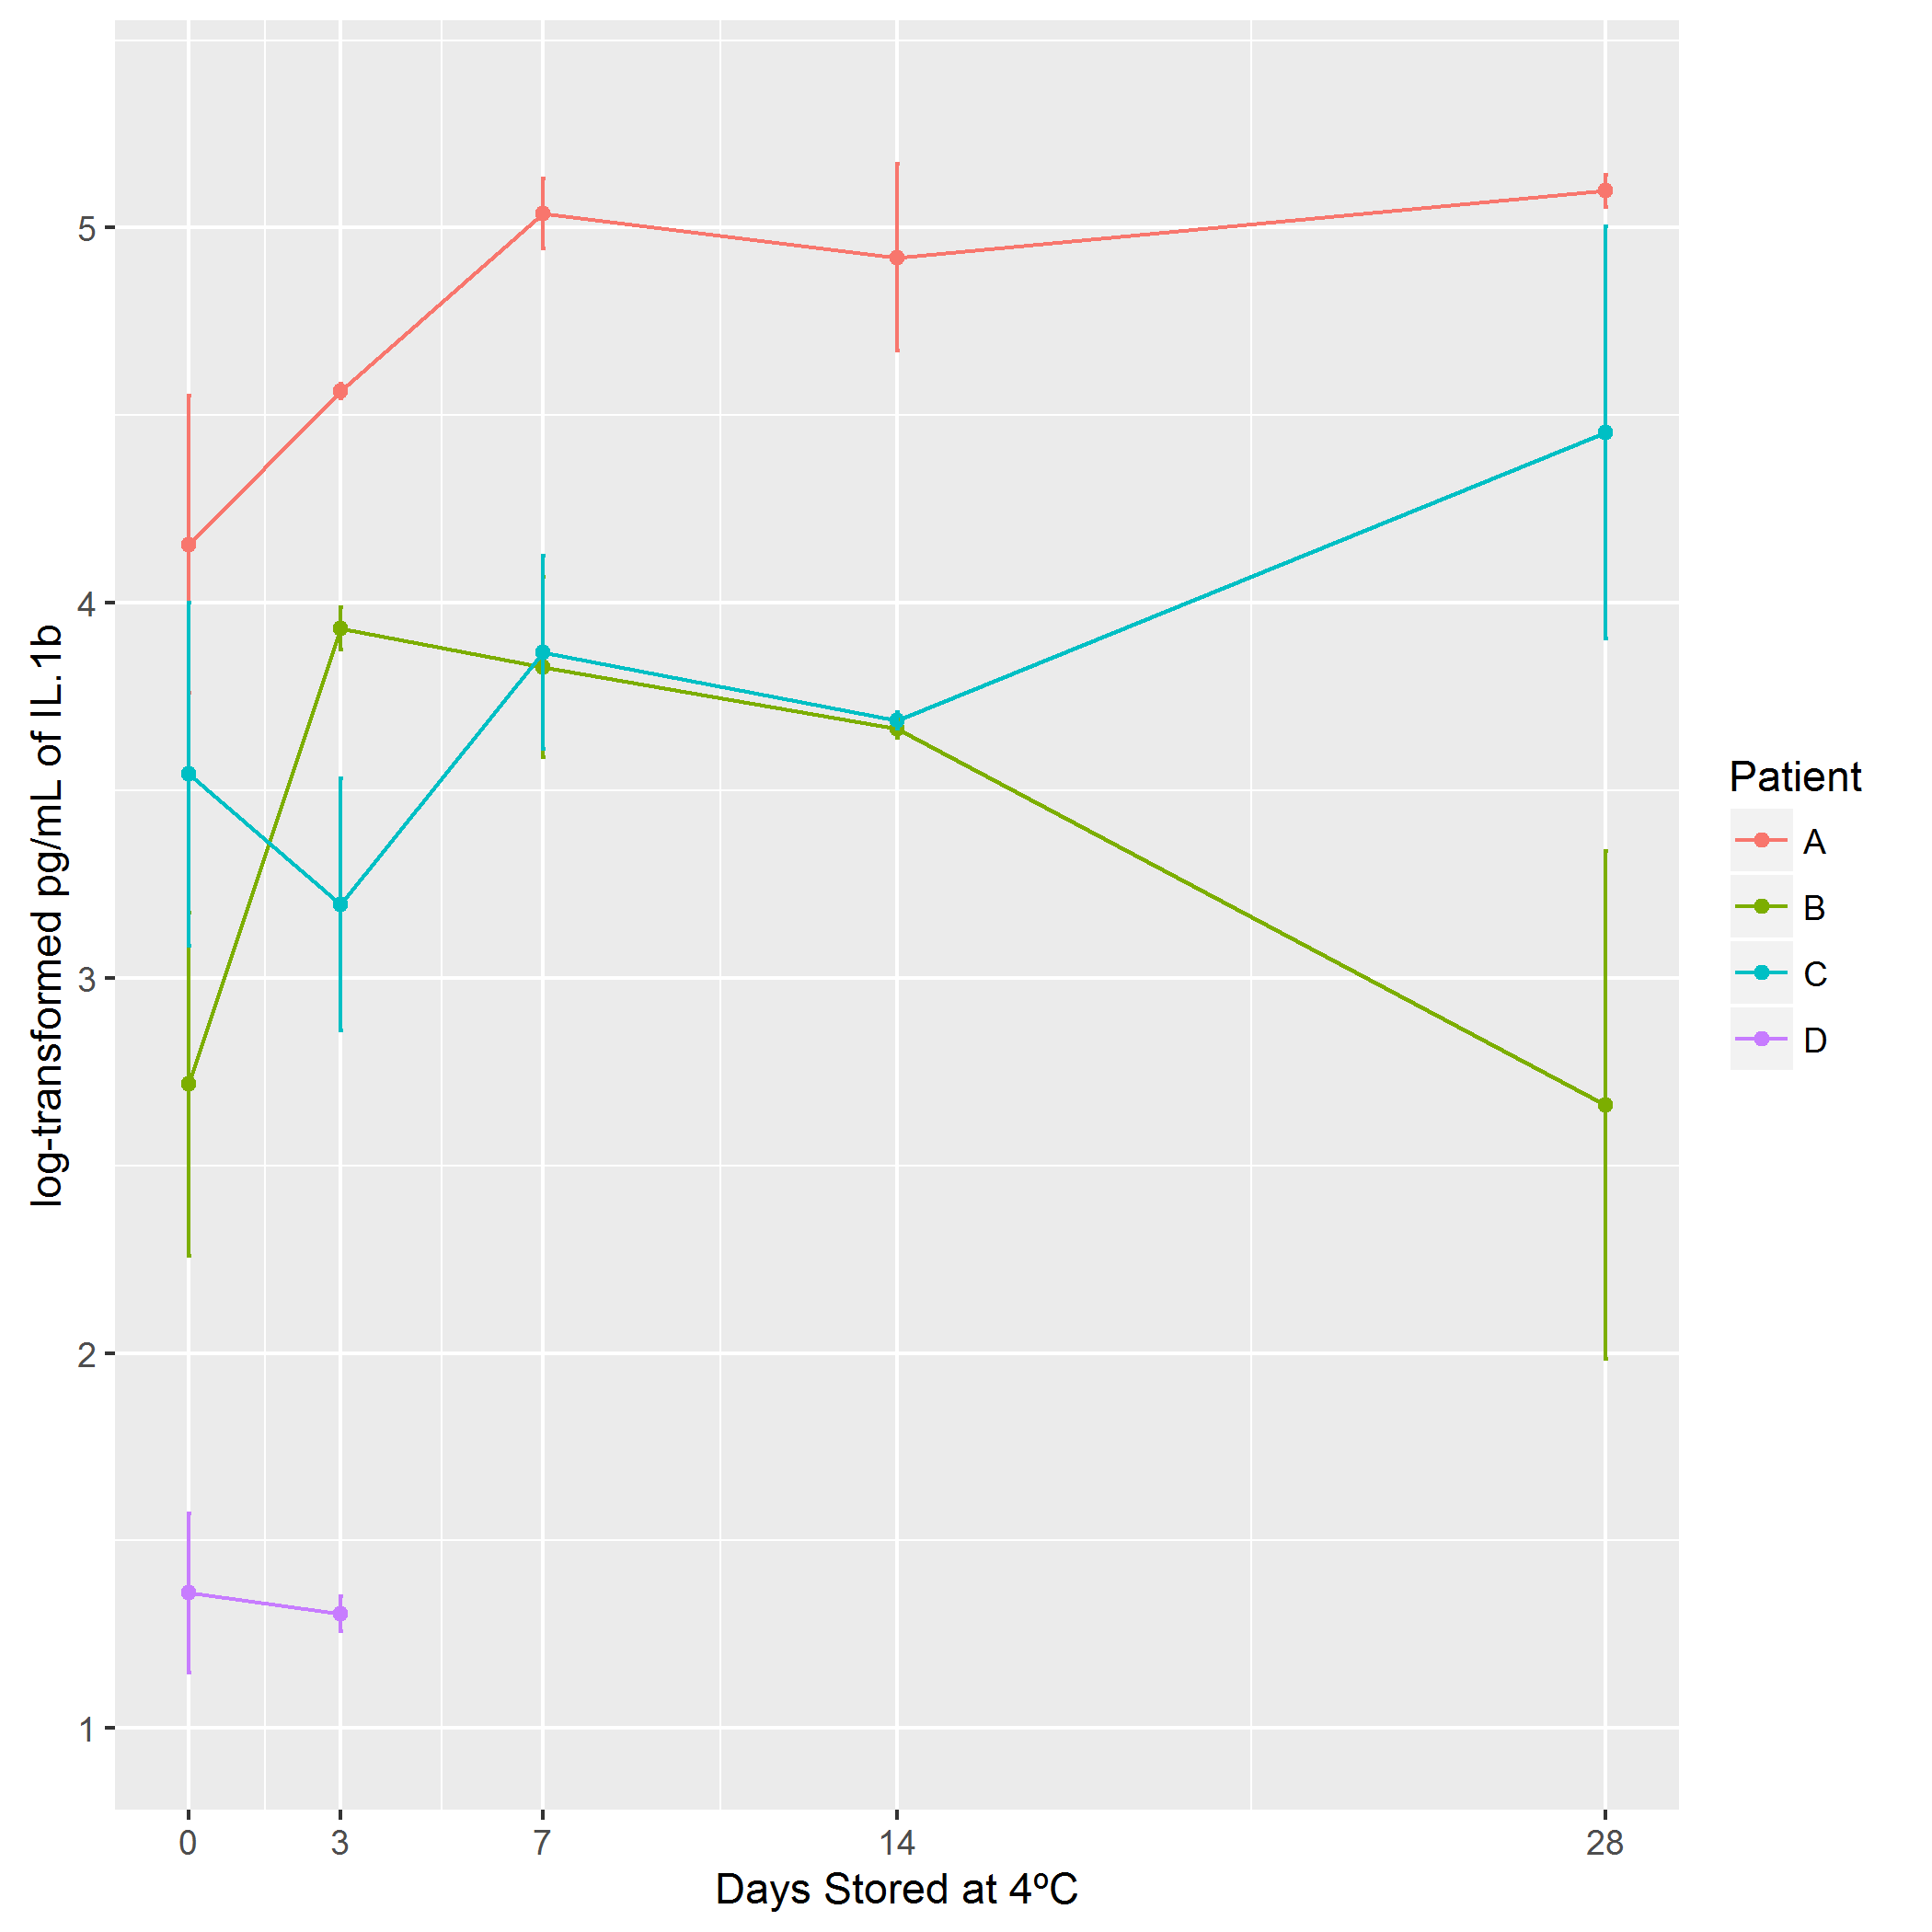 log-transformed pg/mL of IL.1b
5
4
3
2
1
0 3 7 14 28
Days Stored at 4ºC
Patient
A
B
C
D